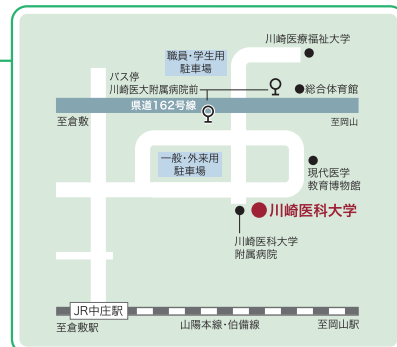 川崎医療福祉大学
職員・学生用
駐車場
バス停
川崎医大附属病院前
総合体育館
県道162号線
至倉敷
至岡山
一般・外来用
駐車場
現代医学
教育博物館
川崎医科大学
川崎医科大学
附属病院
JR中庄駅
至倉敷駅
山陽本線・伯備線
至岡山駅